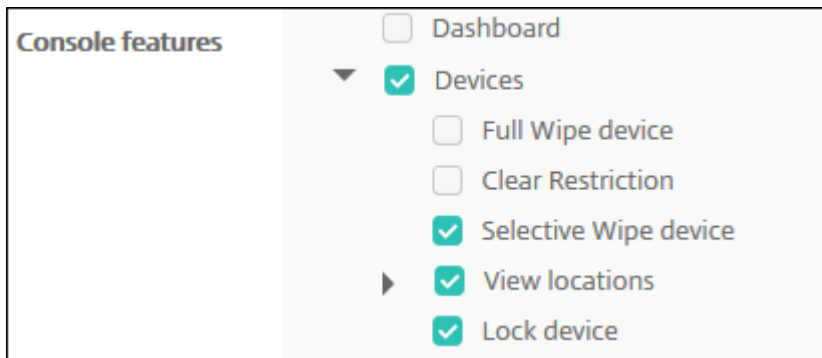 Console features
Dashboard
Devices
Full Wipe device
Clear Restriction
Selective Wipe device
View locations
Lock device